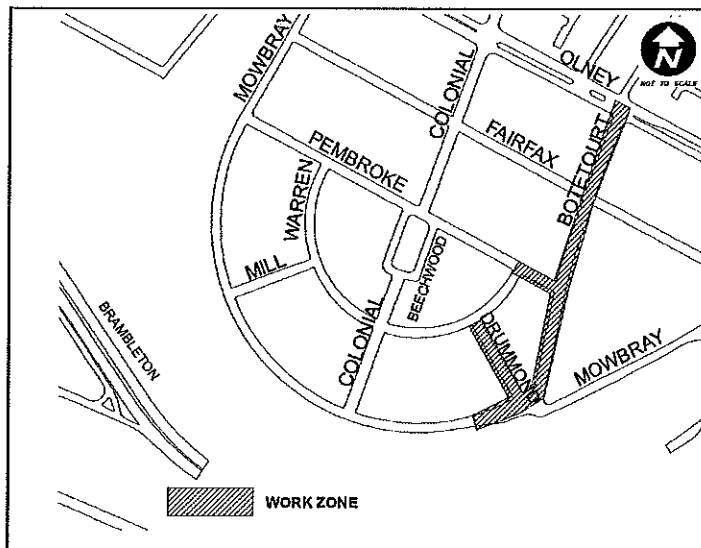 N
NOT TO SCALE
OLNEY
MOWBRAY
COLONIAL
FAIRFAX
BOTETOURT
PEMBROKE
WARREN
MILL
BEECHWOOD
BRAMBLETON
COLONIAL
DRUMMOND
MOWBRAY
WORK ZONE